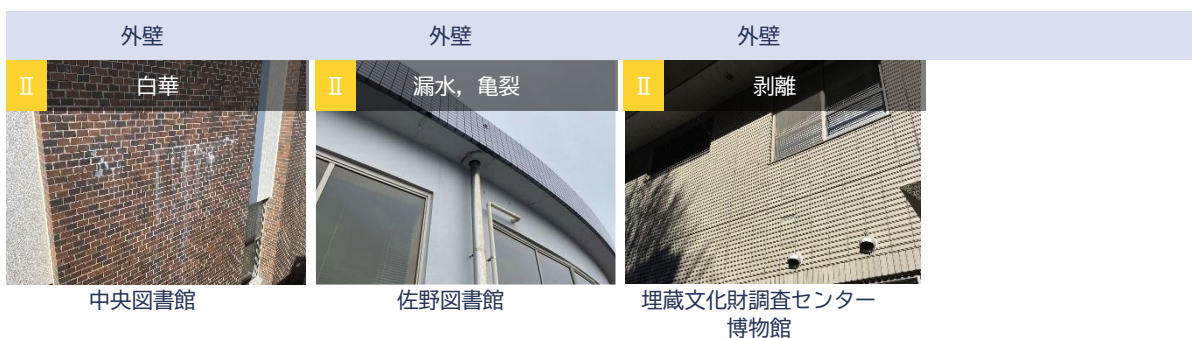 外壁 外壁 外壁
Ⅱ 白華 Ⅱ 漏水，亀裂 Ⅱ 剥離
中央図書館 佐野図書館 埋蔵文化財調査センター
博物館